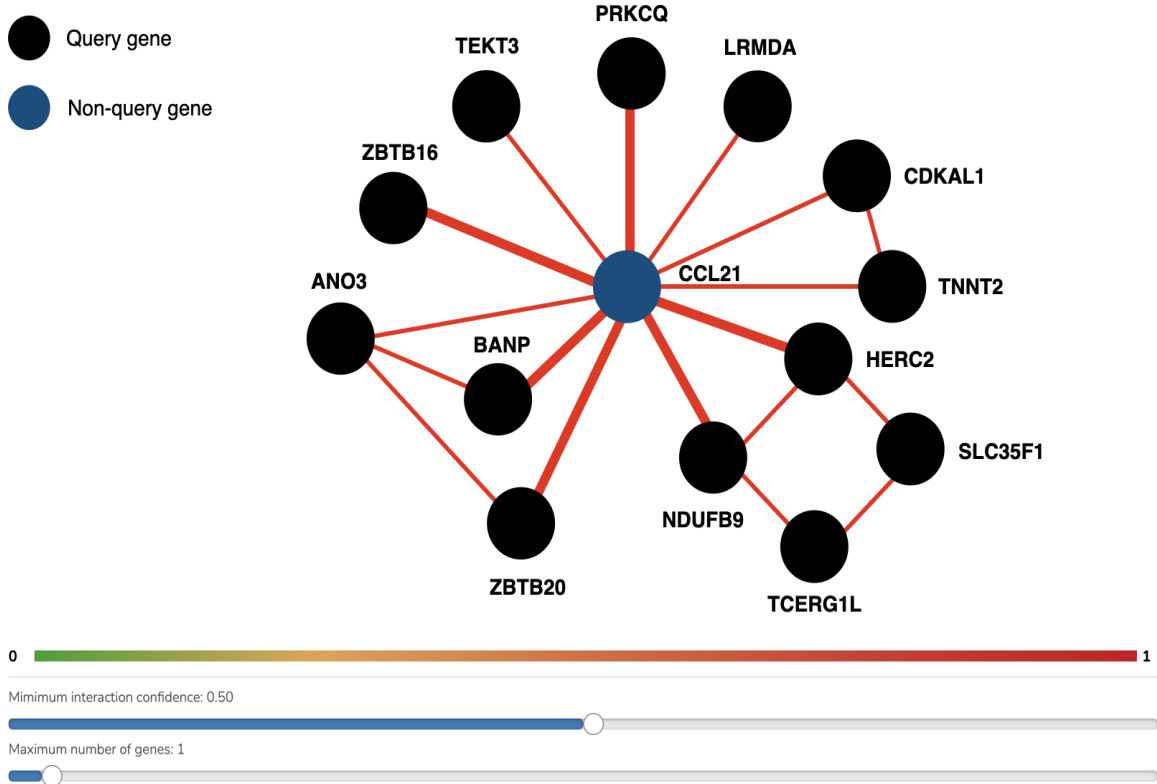 Query gene
Non-query gene
PRKCQ
TEKT3
LRMDA
ZBTB16
CDKAL1
ANO3
CCL21
TNNT2
BANP
HERC2
SLC35F1
NDUFB9
ZBTB20
TCERG1L
0
1
Mimimum interaction confidence: 0.50
Maximum number of genes: 1